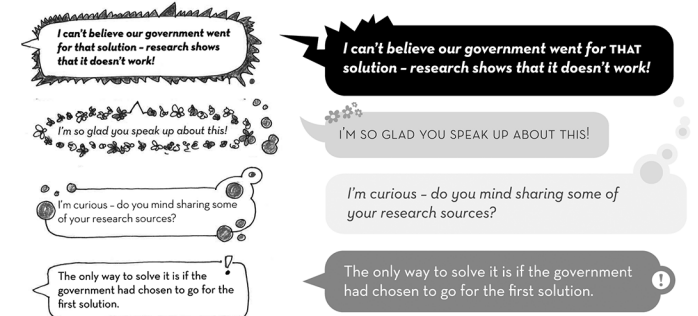 I can't believe our government went
for that solution – research shows
that it doesn't work!
I'm so glad you speak up about this!
I'm curious – do you mind sharing some
of your research sources?
The only way to solve it is if the
government had chosen to go for the
first solution.
I can't believe our government went for THAT
solution – research shows that it doesn't work!
I'M SO GLAD YOU SPEAK UP ABOUT THIS!
I'm curious – do you mind sharing some of
your research sources?
The only way to solve it is if the government
had chosen to go for the first solution.
!